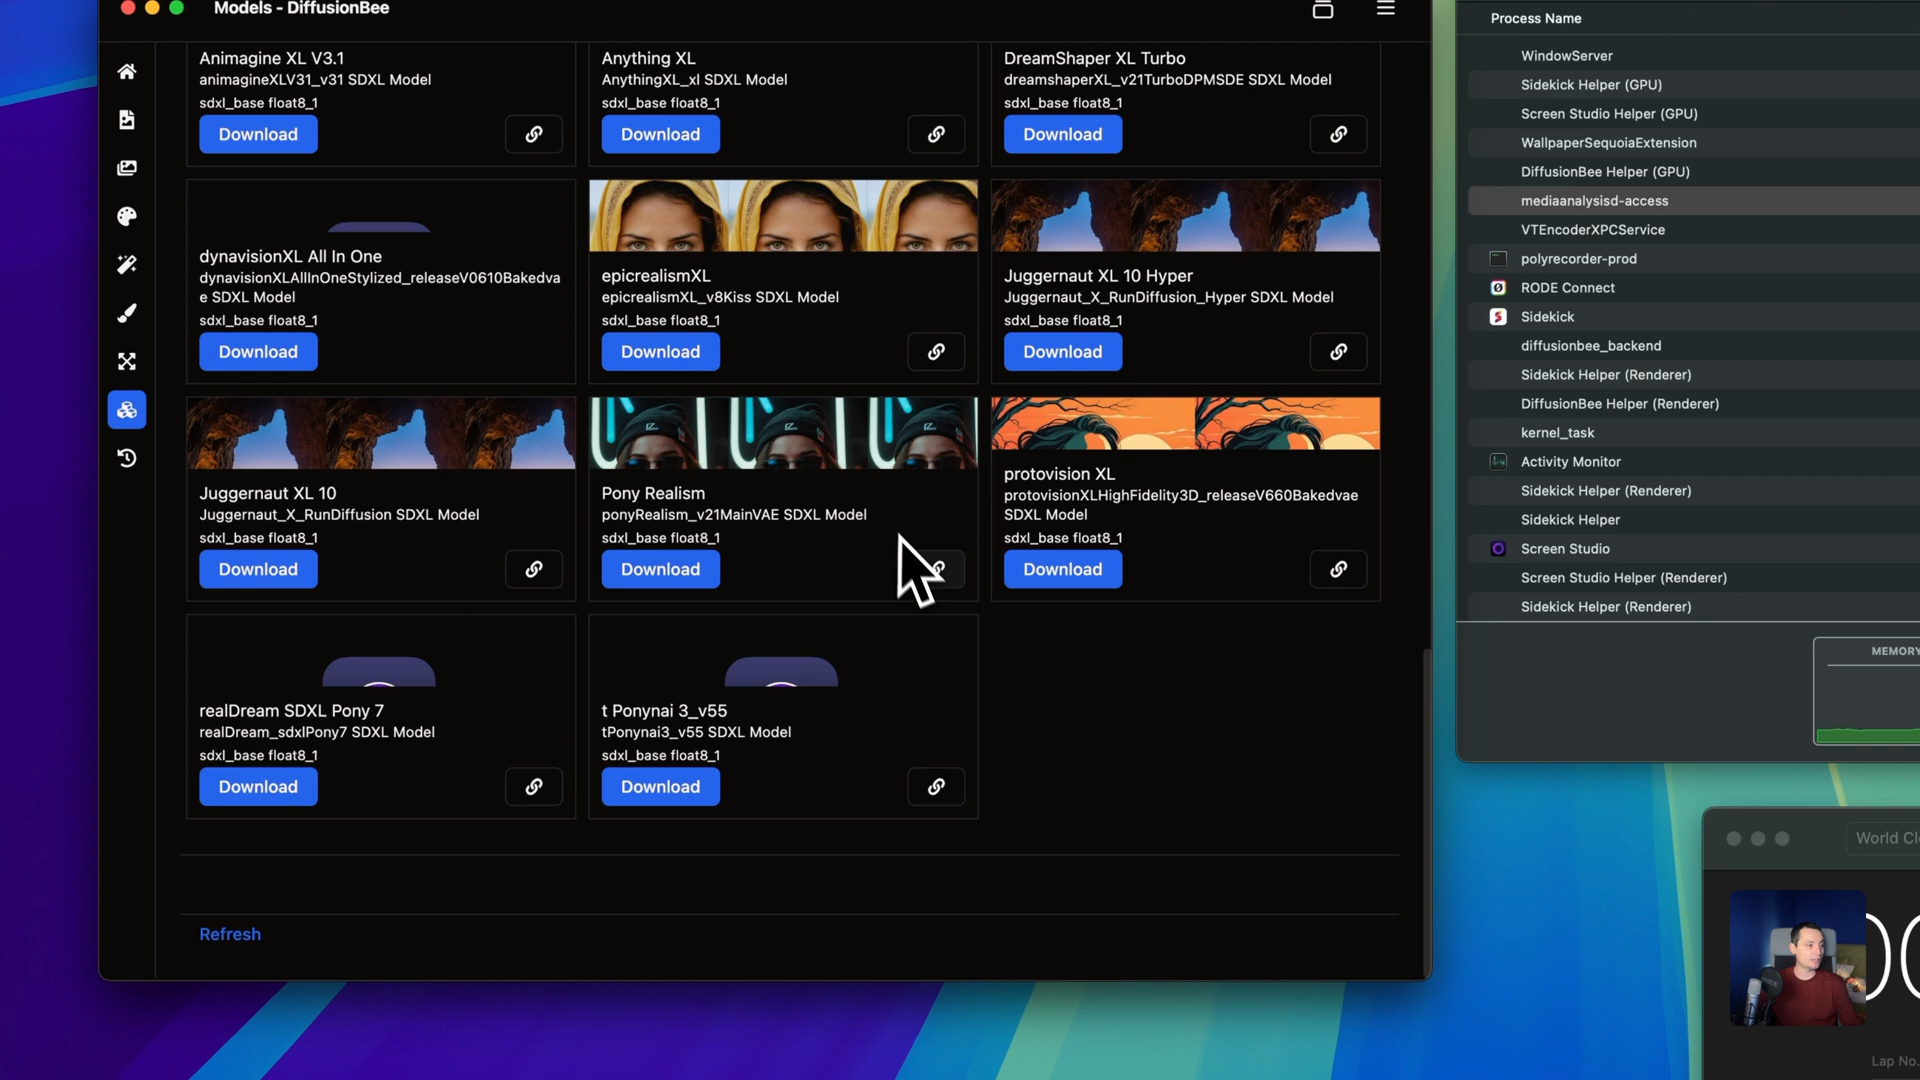 Models - DiffusionBee
Animagine XL V3.1
animagineXLV31_v31 SDXL Model
sdxl_base float8_1
Download
Anything XL
AnythingXL_xl SDXL Model
sdxl_base float8_1
Download
DreamShaper XL Turbo
dreamshaperXL_v21TurboDPMSDE SDXL Model
sdxl_base float8_1
Download
dynavisionXL All In One
dynavisionXLAllInOneStylized_releaseV0610Bakedva
e SDXL Model
sdxl_base float8_1
Download
epicrealismXL
epicrealismXL_v8Kiss SDXL Model
sdxl_base float8_1
Download
Juggernaut XL 10 Hyper
Juggernaut_X_RunDiffusion_Hyper SDXL Model
sdxl_base float8_1
Download
Juggernaut XL 10
Juggernaut_X_RunDiffusion SDXL Model
sdxl_base float8_1
Download
Pony Realism
ponyRealism_v21MainVAE SDXL Model
sdxl_base float8_1
Download
protovision XL
protovisionXLHighFidelity3D_releaseV660Bakedvae
SDXL Model
sdxl_base float8_1
Download
realDream SDXL Pony 7
realDream_sdxlPony7 SDXL Model
sdxl_base float8_1
Download
t Ponynai 3_v55
tPonynai3_v55 SDXL Model
sdxl_base float8_1
Download
Refresh
Process Name
WindowServer
Sidekick Helper (GPU)
Screen Studio Helper (GPU)
WallpaperSequoiaExtension
DiffusionBee Helper (GPU)
mediaanalysisd-access
VTEncoderXPCService
polyrecorder-prod
RODE Connect
Sidekick
diffusionbee_backend
Sidekick Helper (Renderer)
DiffusionBee Helper (Renderer)
kernel_task
Activity Monitor
Sidekick Helper (Renderer)
Sidekick Helper
Screen Studio
Screen Studio Helper (Renderer)
Sidekick Helper (Renderer)
MEMORY
World Cl
Lap No.